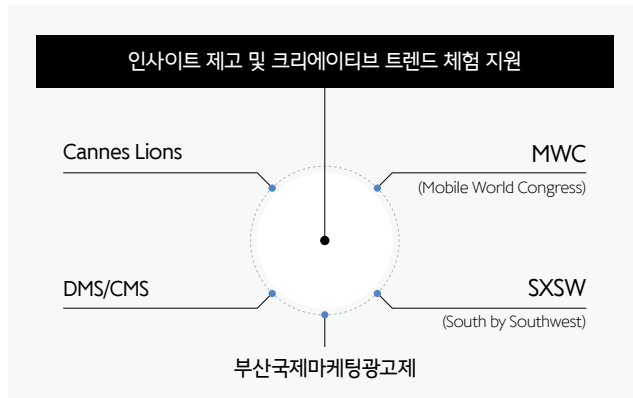 인사이트 제고 및 크리에이티브 트렌드 체험 지원
Cannes Lions
MWC
(Mobile World Congress)
DMS/CMS
SXSW
(South by Southwest)
부산국제마케팅광고제